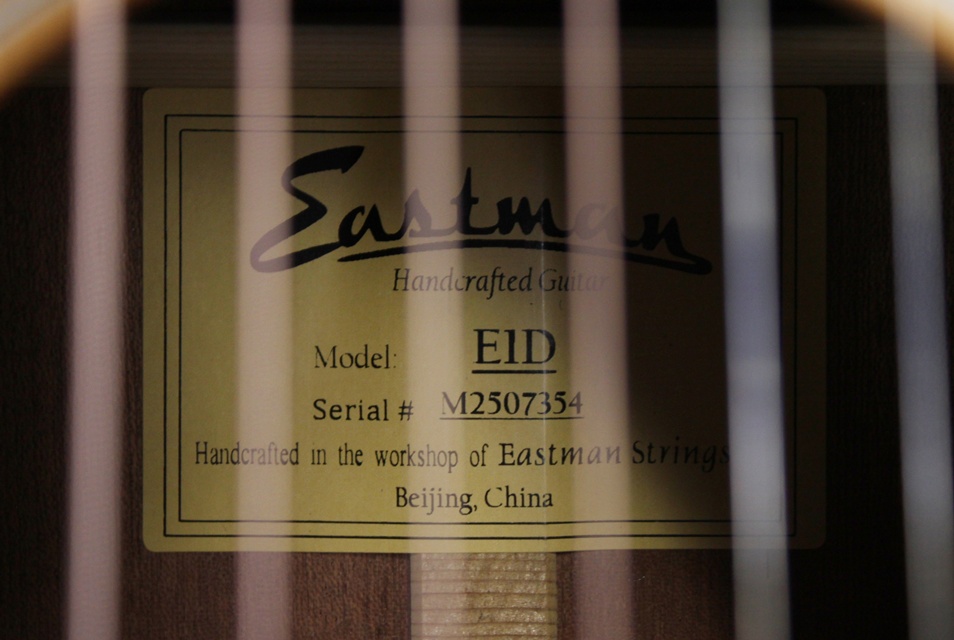 Eastman
Handcrafted Guitar
Model: E1D
Serial # M2507354
Handcrafted in the workshop of Eastman Strings
Beijing, China